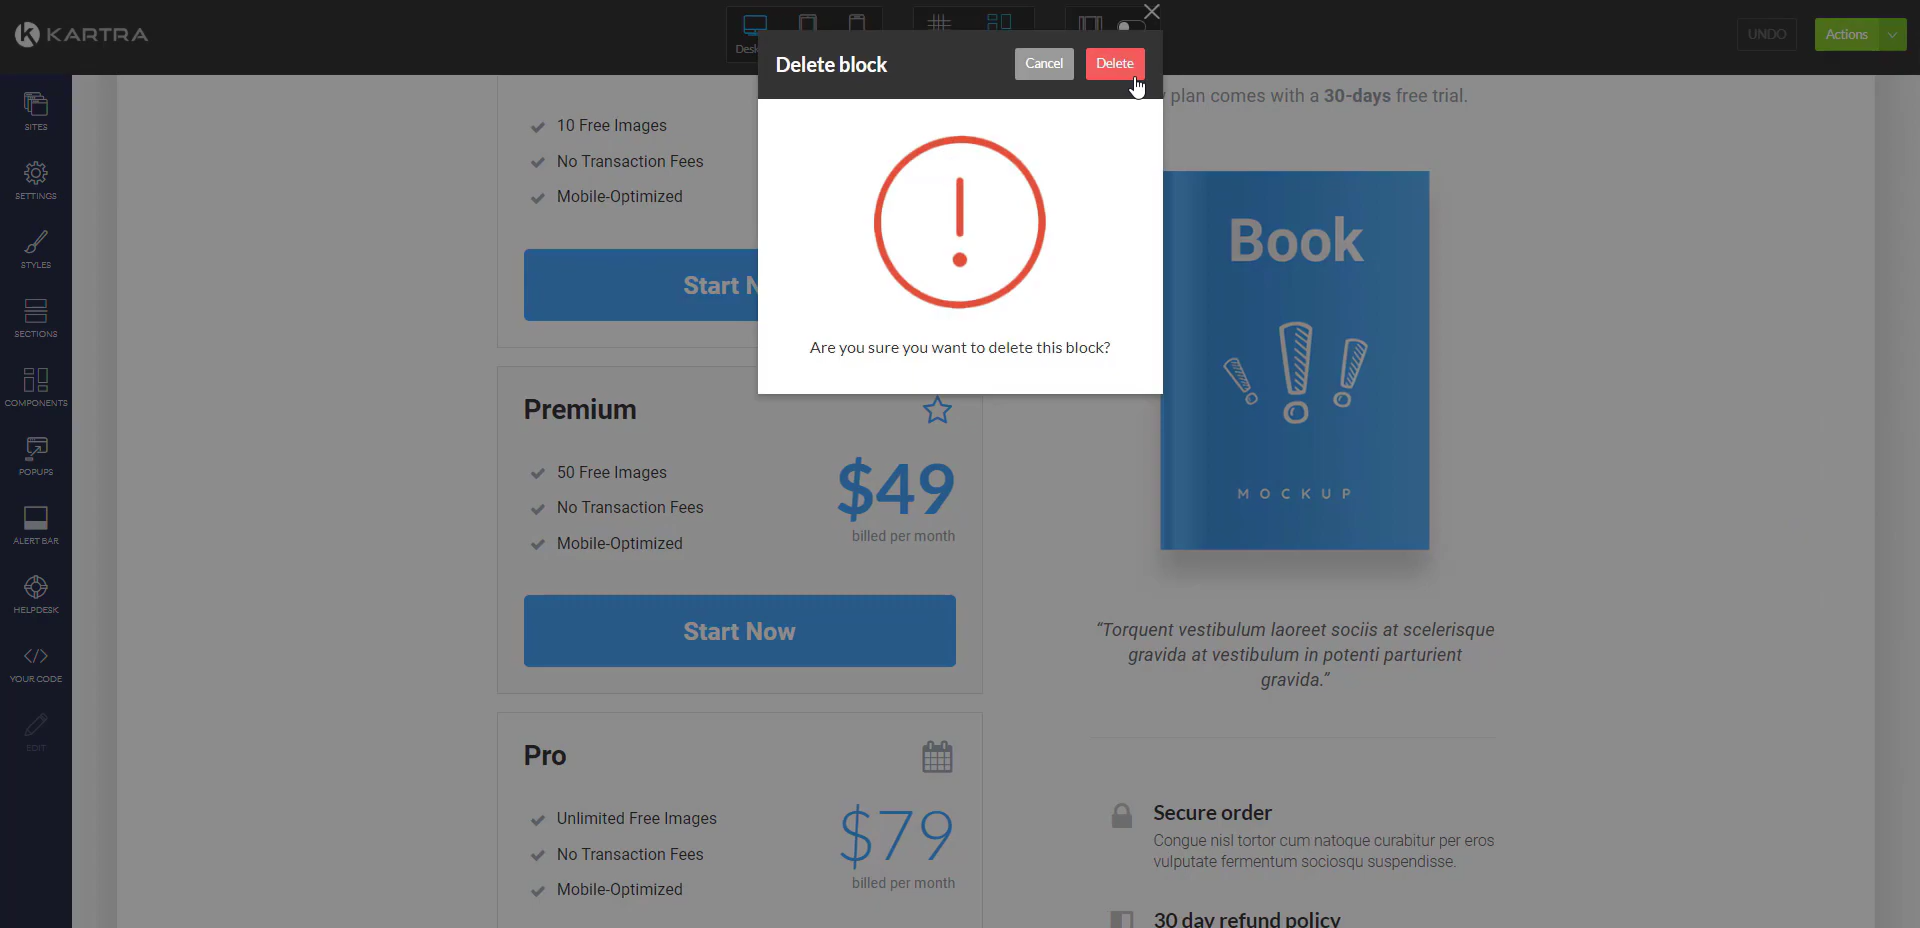 KARTRA
Desk
UNDO
Actions
Delete block
Cancel
Delete
SITES
SETTINGS
STYLES
SECTIONS
COMPONENTS
POPUPS
ALERT BAR
HELPDESK
YOUR CODE
EDIT
plan comes with a 30-days free trial.
10 Free Images
No Transaction Fees
Mobile-Optimized
Start N
Are you sure you want to delete this block?
Premium
50 Free Images
No Transaction Fees
Mobile-Optimized
$49
billed per month
Start Now
Pro
Unlimited Free Images
No Transaction Fees
Mobile-Optimized
$79
billed per month
Book
MOCKUP
“Torquent vestibulum laoreet sociis at scelerisque
gravida at vestibulum in potenti parturient
gravida.”
Secure order
Congue nisl tortor cum natoque curabitur per eros
vulputate fermentum sociosqu suspendisse.
30 day refund policy